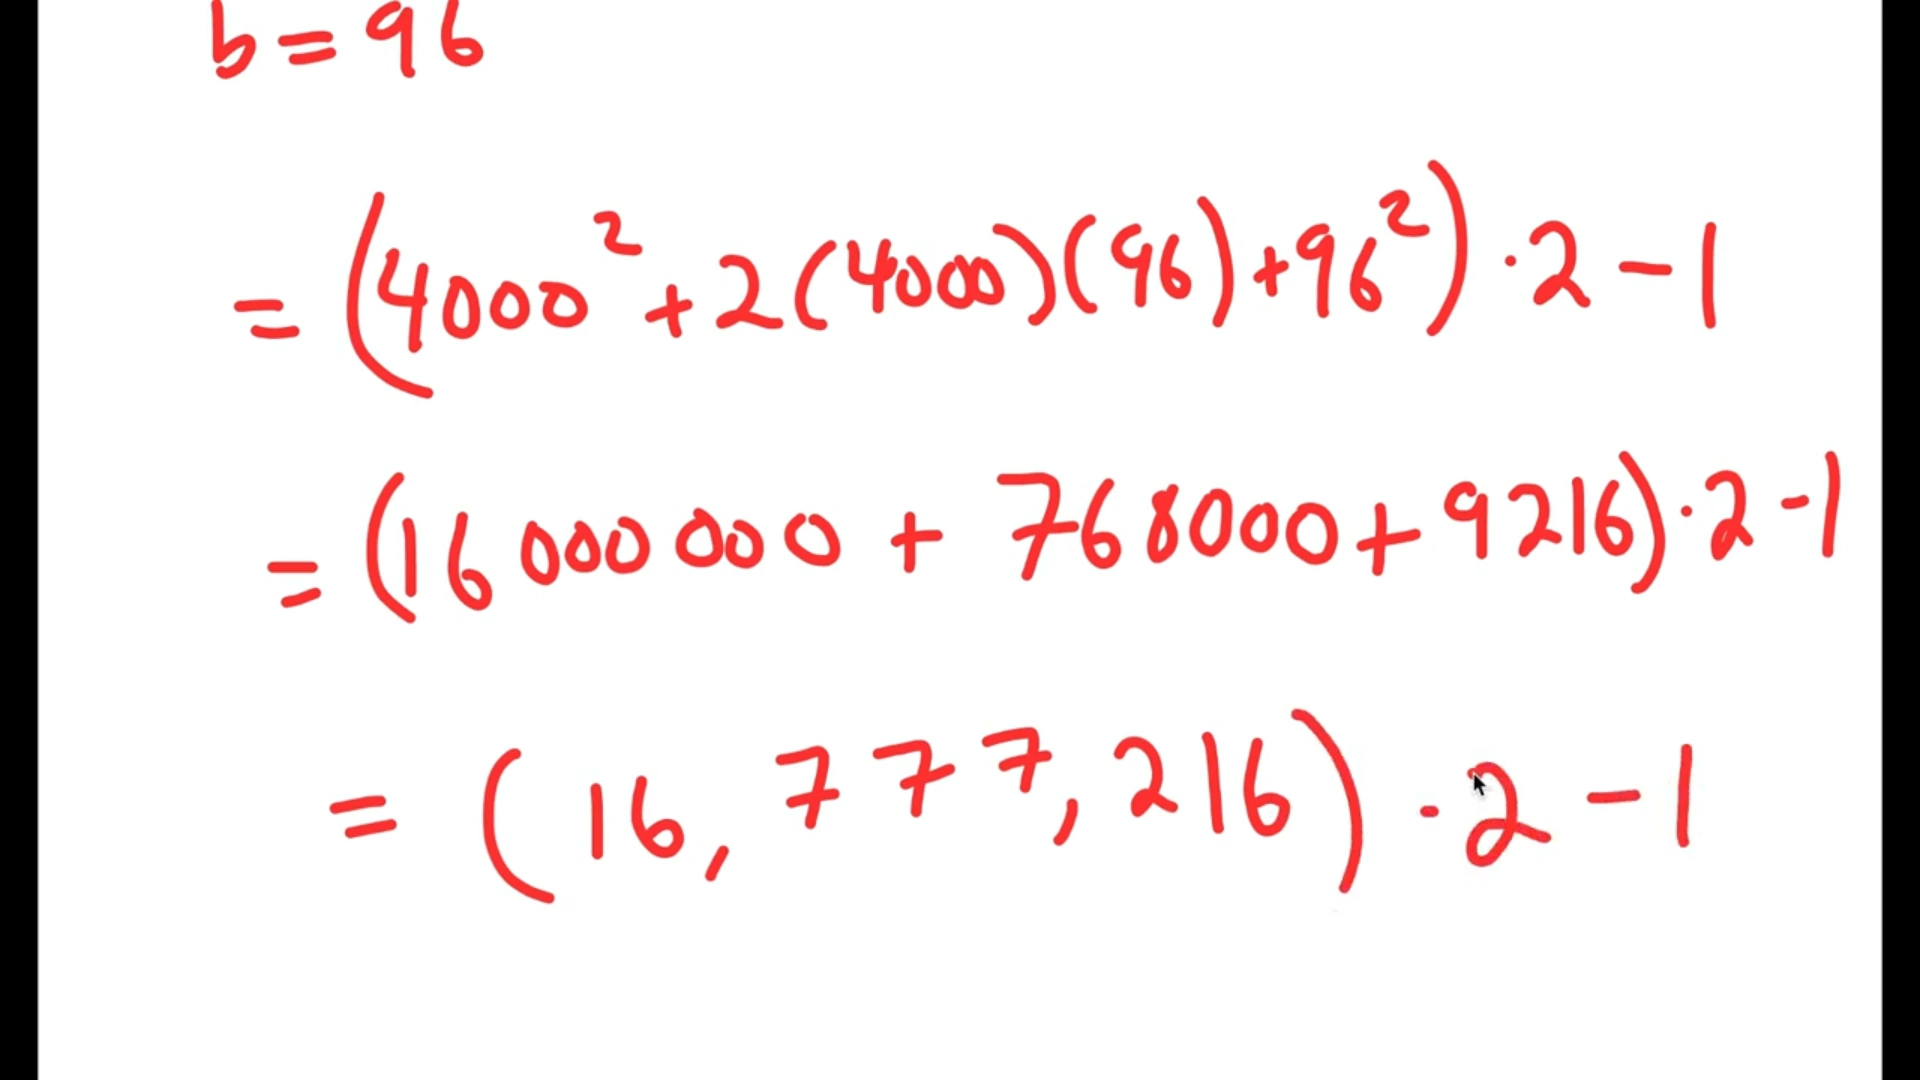 b = 96
= (4000² + 2(4000)(96) + 96²) · 2 - 1
= (16000000 + 768000 + 9216) · 2 - 1
= (16,777,216) · 2 - 1